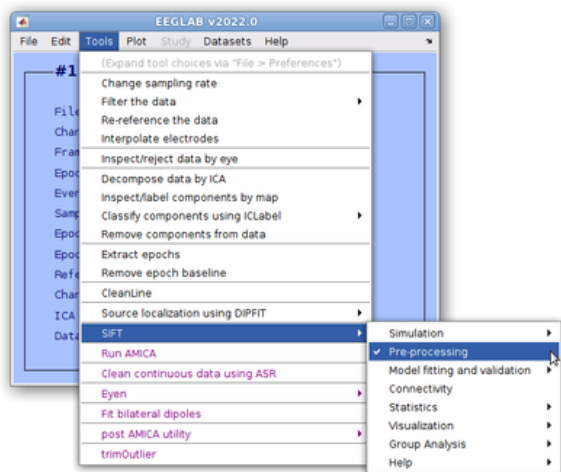 EEGLAB v2022.0
File Edit Tools Plot Study Datasets Help
#1
(Expand tool choices via "File > Preferences")
Change sampling rate
File
Filter the data
Chan
Re-reference the data
Fram
Interpolate electrodes
Epoc
Inspect/reject data by eye
Even
Decompose data by ICA
Inspect/label components by map
Samp
Classify components using ICLabel
Epoc
Remove components from data
Epoc
Extract epochs
Refe
Remove epoch baseline
Chan
CleanLine
ICA
Source localization using DIPFIT
Data
SIFT
Simulation
Run AMICA
Pre-processing
Clean continuous data using ASR
Model fitting and validation
Eyen
Connectivity
Fit bilateral dipoles
Statistics
post AMICA utility
Visualization
trimOutlier
Group Analysis
Help